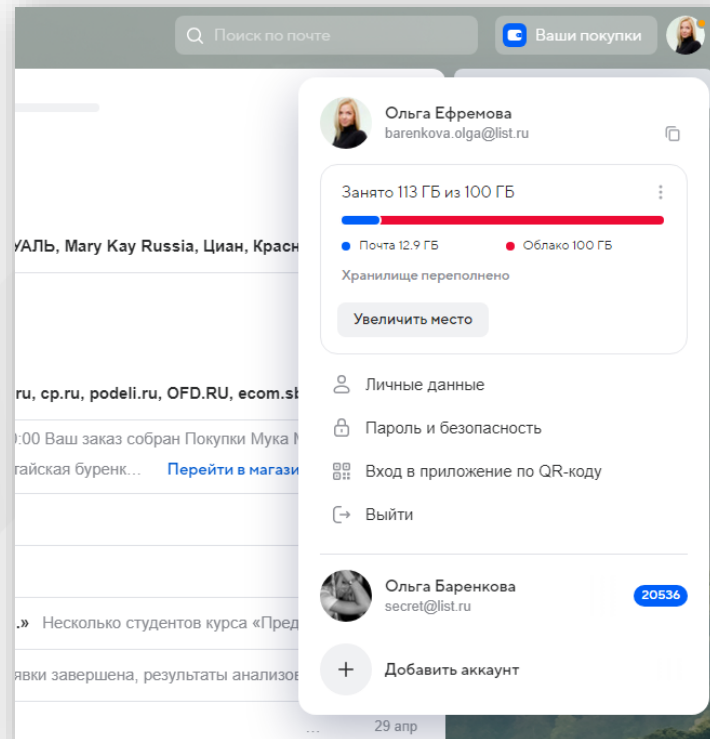 Поиск по почте
Ваши покупки
Ольга Ефремова
barenkova.olga@list.ru
Занято 113 ГБ из 100 ГБ
Почта 12.9 ГБ
Облако 100 ГБ
Хранилище переполнено
Увеличить место
Личные данные
Пароль и безопасность
Вход в приложение по QR-коду
Выйти
Ольга Баренкова
secret@list.ru
20536
Добавить аккаунт
УАЛЬ, Mary Kay Russia, Циан, Красн
ru, cp.ru, podeli.ru, OFD.RU, ecom.sb
:00 Ваш заказ собран Покупки Мука М
тайская буренк... Перейти в магази
.» Несколько студентов курса «Пред
явки завершена, результаты анализов
... 29 апр